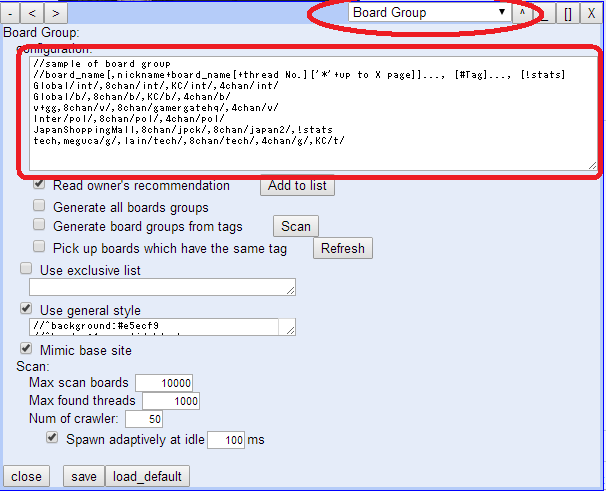 - < > Board Group ▼ ^ _ [] X
Board Group:
configuration:
//sample of board group
//board_name[,nickname+board_name[+thread No.]['*'+up to X page]]..., [#Tag]..., [!stats]
Global/int/,8chan/int/,KC/int/,4chan/int/
Global/b/,8chan/b/,KC/b/,4chan/b/
v+gg,8chan/v/,8chan/gamergatehq/,4chan/v/
Inter/pol/,8chan/pol/,4chan/pol/
JapanShoppingMall,8chan/jpck/,8chan/japan2/,!stats
tech,meguca/g/,lain/tech/,8chan/tech/,4chan/g/,KC/t/
Read owner's recommendation Add to list
Generate all boards groups
Generate board groups from tags Scan
Pick up boards which have the same tag Refresh
Use exclusive list
Use general style
//^background:#e5ecf9
Mimic base site
Scan:
Max scan boards 10000
Max found threads 1000
Num of crawler: 50
Spawn adaptively at idle 100 ms
close save load_default